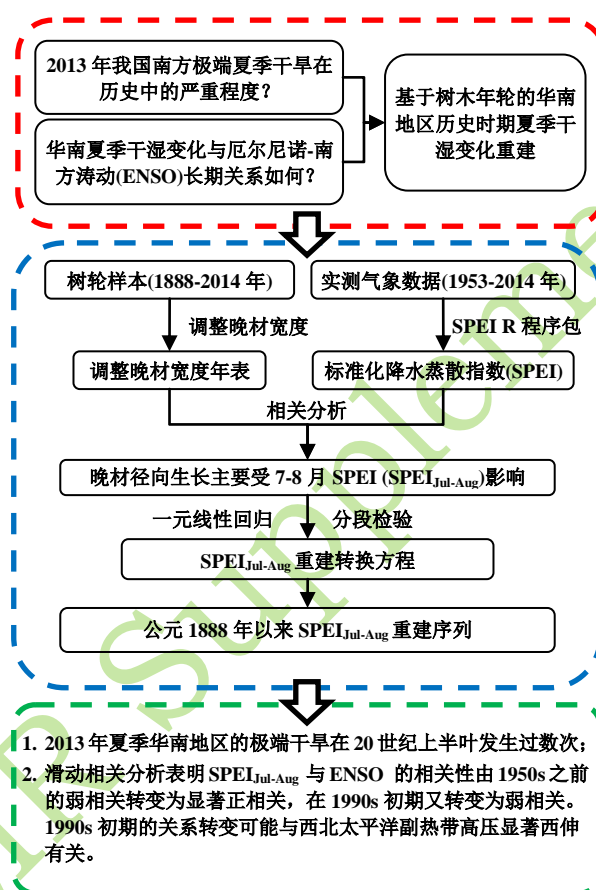 2013 年我国南方极端夏季干旱在
历史中的严重程度？
华南夏季干湿变化与厄尔尼诺-南
方涛动(ENSO)长期关系如何？
基于树木年轮的华南
地区历史时期夏季干
湿变化重建
树轮样本(1888-2014 年)
实测气象数据(1953-2014 年)
调整晚材宽度
SPEI R 程序包
调整晚材宽度年表
标准化降水蒸散指数(SPEI)
相关分析
晚材径向生长主要受 7-8 月 SPEI (SPEIJul-Aug)影响
一元线性回归
分段检验
SPEIJul-Aug 重建转换方程
公元 1888 年以来 SPEIJul-Aug 重建序列
1. 2013 年夏季华南地区的极端干旱在 20 世纪上半叶发生过数次；
2. 滑动相关分析表明 SPEIJul-Aug 与 ENSO 的相关性由 1950s 之前
的弱相关转变为显著正相关，在 1990s 初期又转变为弱相关。
1990s 初期的关系转变可能与西北太平洋副热带高压显著西伸
有关。